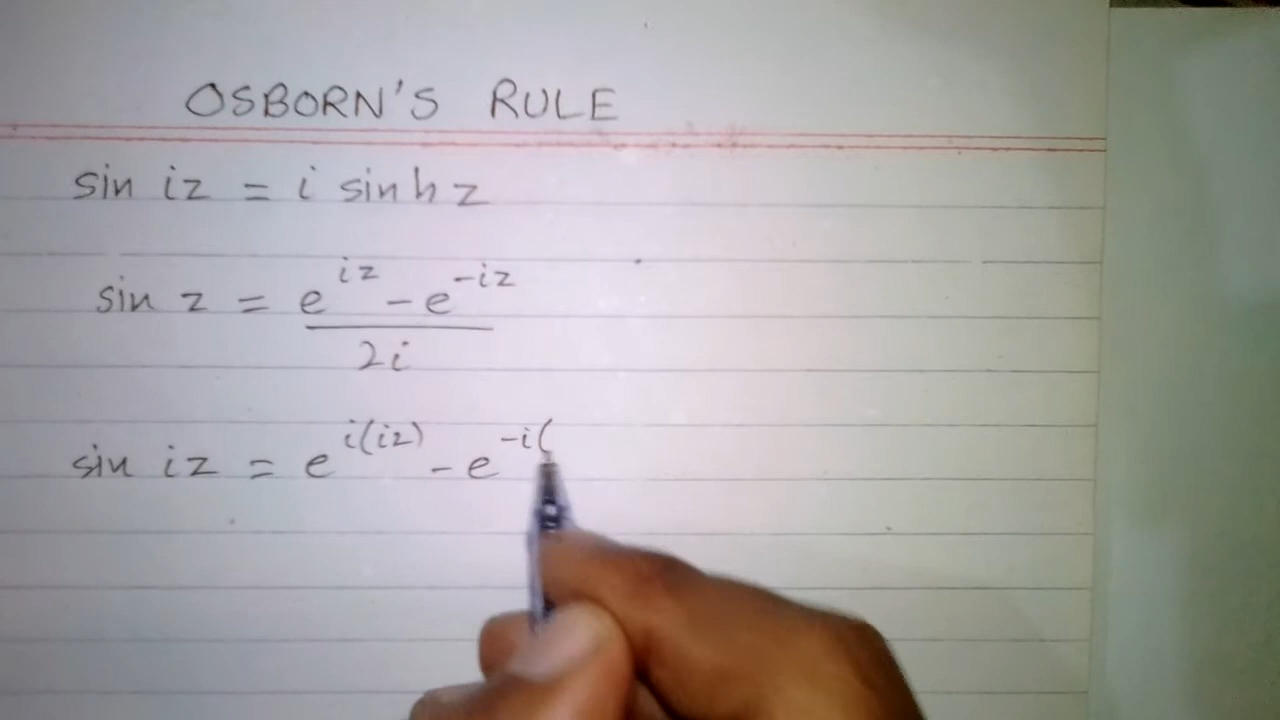 OSBORN'S RULE
sin iz = i sinh z
sin z = e^{iz} - e^{-iz}
2i
sin iz = e^{i(iz)} - e^{-i(